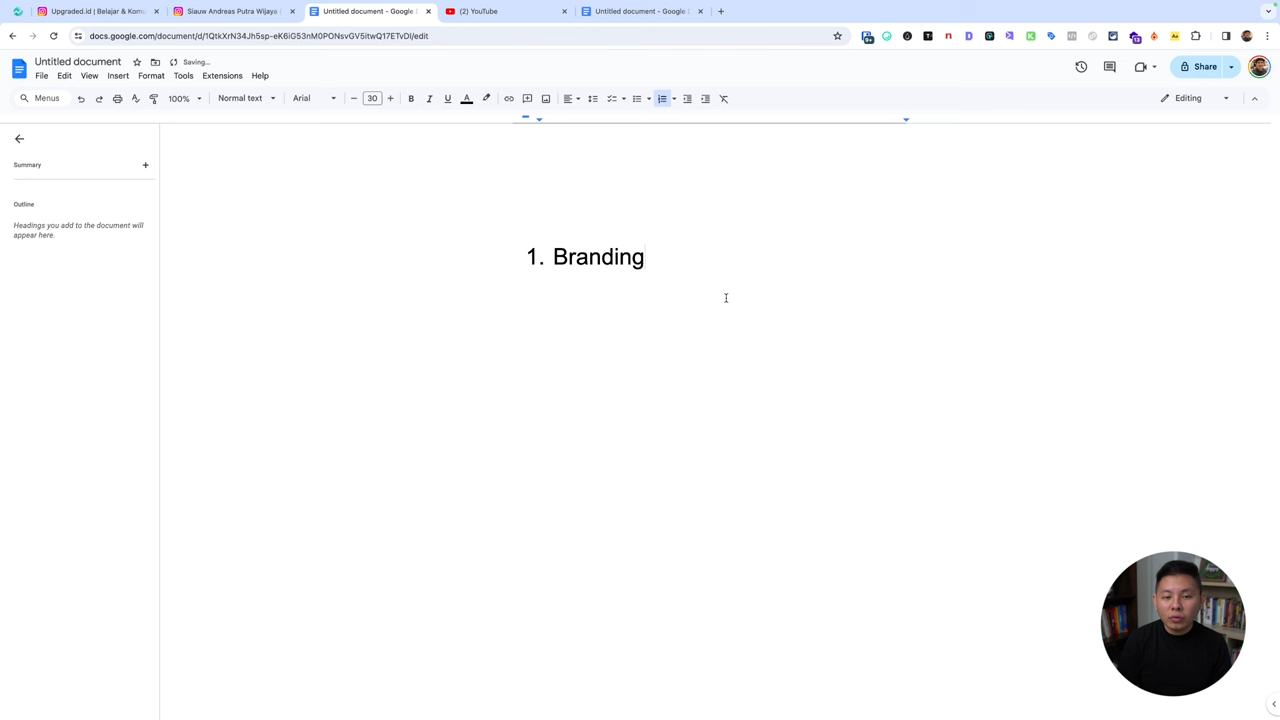 Upgraded.id | Belajar & Kom
Siauw Andreas Putra Wijaya
Untitled document - Google
(2) YouTube
Untitled document - Google
docs.google.com/document/d/1QtkXrN34Jh5sp-eK6iG53nM0PONsvGV5itwQ17ETvDI/edit
Untitled document
Saving...
File Edit View Insert Format Tools Extensions Help
Share
Menus
100%
Normal text
Arial
30
Editing
Summary
Outline
Headings you add to the document will
appear here.
1. Branding